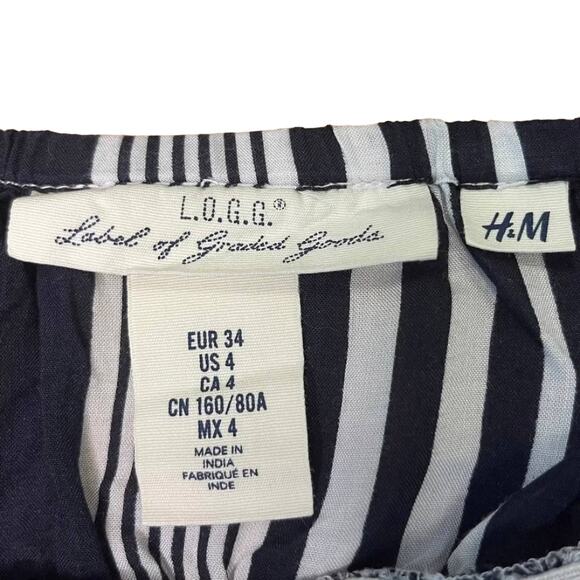 L.O.G.G.®
Label of Graded Goods
H&M
EUR 34
US 4
CA 4
CN 160/80A
MX 4
MADE IN
INDIA
FABRIQUÉ EN
INDE